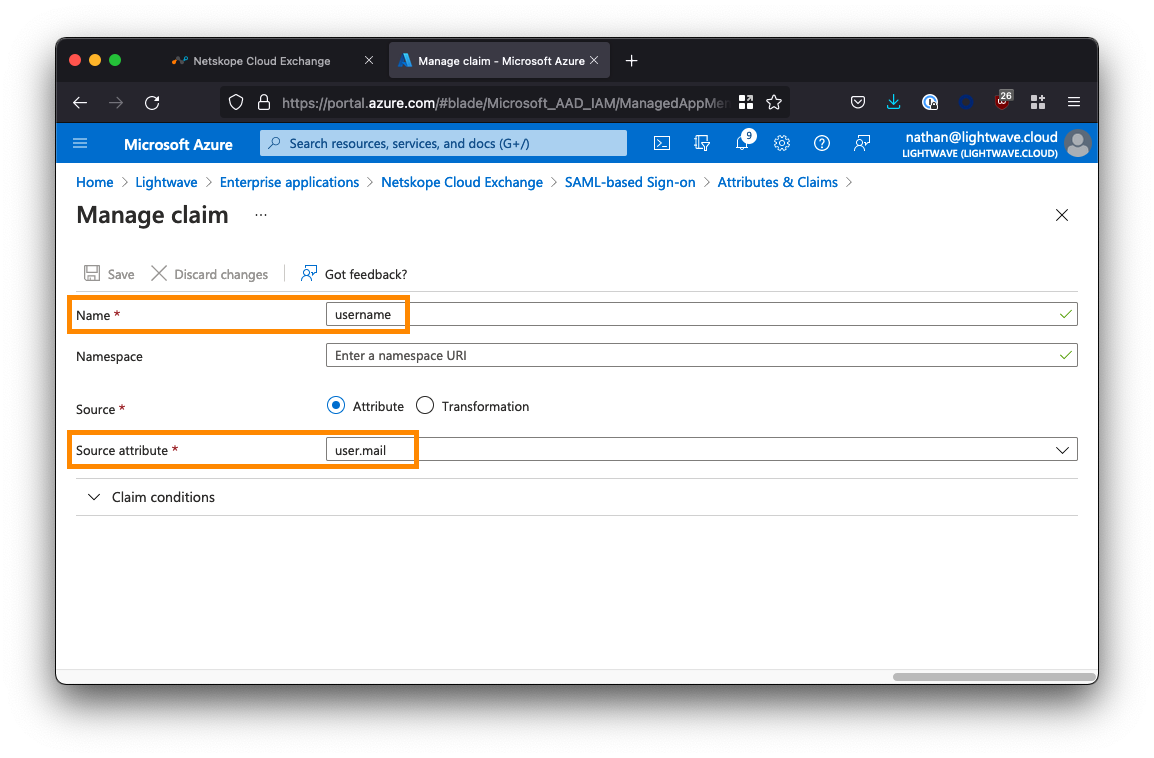 Netskope Cloud Exchange
Manage claim - Microsoft Azure
https://portal.azure.com/#blade/Microsoft_AAD_IAM/ManagedAppMer
26
Microsoft Azure
Search resources, services, and docs (G+/)
9
nathan@lightwave.cloud
LIGHTWAVE (LIGHTWAVE.CLOUD)
Home > Lightwave > Enterprise applications > Netskope Cloud Exchange > SAML-based Sign-on > Attributes & Claims >
Manage claim ...
Save Discard changes Got feedback?
Name * username
Namespace Enter a namespace URI
Source * Attribute Transformation
Source attribute * user.mail
Claim conditions